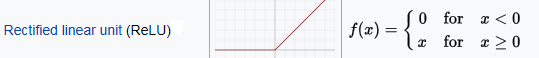 Rectified linear unit (ReLU)
f(x) = { 0 for x < 0
x for x ≥ 0